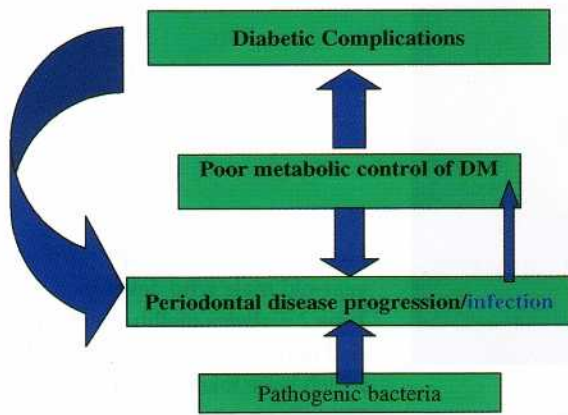 Diabetic Complications
Poor metabolic control of DM
Periodontal disease progression/infection
Pathogenic bacteria